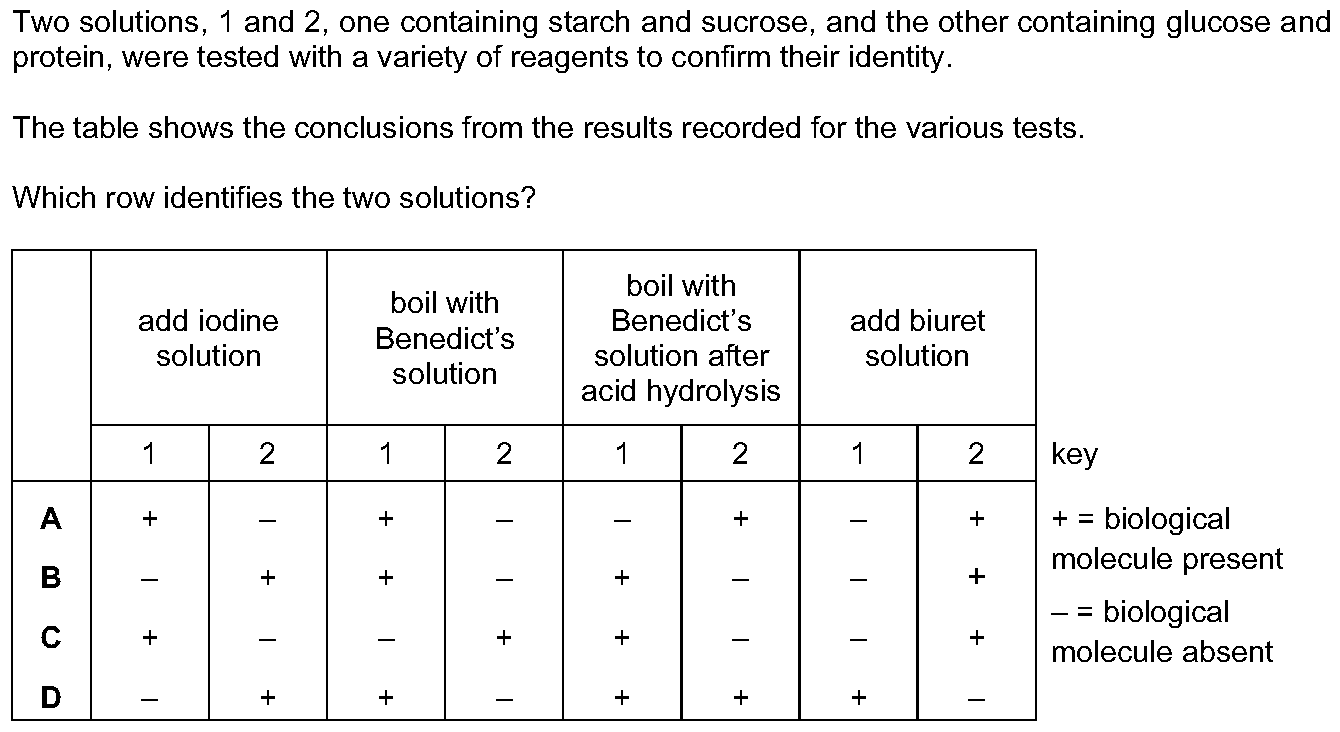 Two solutions, 1 and 2, one containing starch and sucrose, and the other containing glucose and
protein, were tested with a variety of reagents to confirm their identity.
The table shows the conclusions from the results recorded for the various tests.
Which row identifies the two solutions?
add iodine
solution
boil with
Benedict’s
solution
boil with
Benedict’s
solution after
acid hydrolysis
add biuret
solution
1 2 1 2 1 2 1 2
key
A + – + – – + – +
B – + + – + – – +
C + – – + + – – +
D – + + – + + + –
+ = biological
molecule present
– = biological
molecule absent